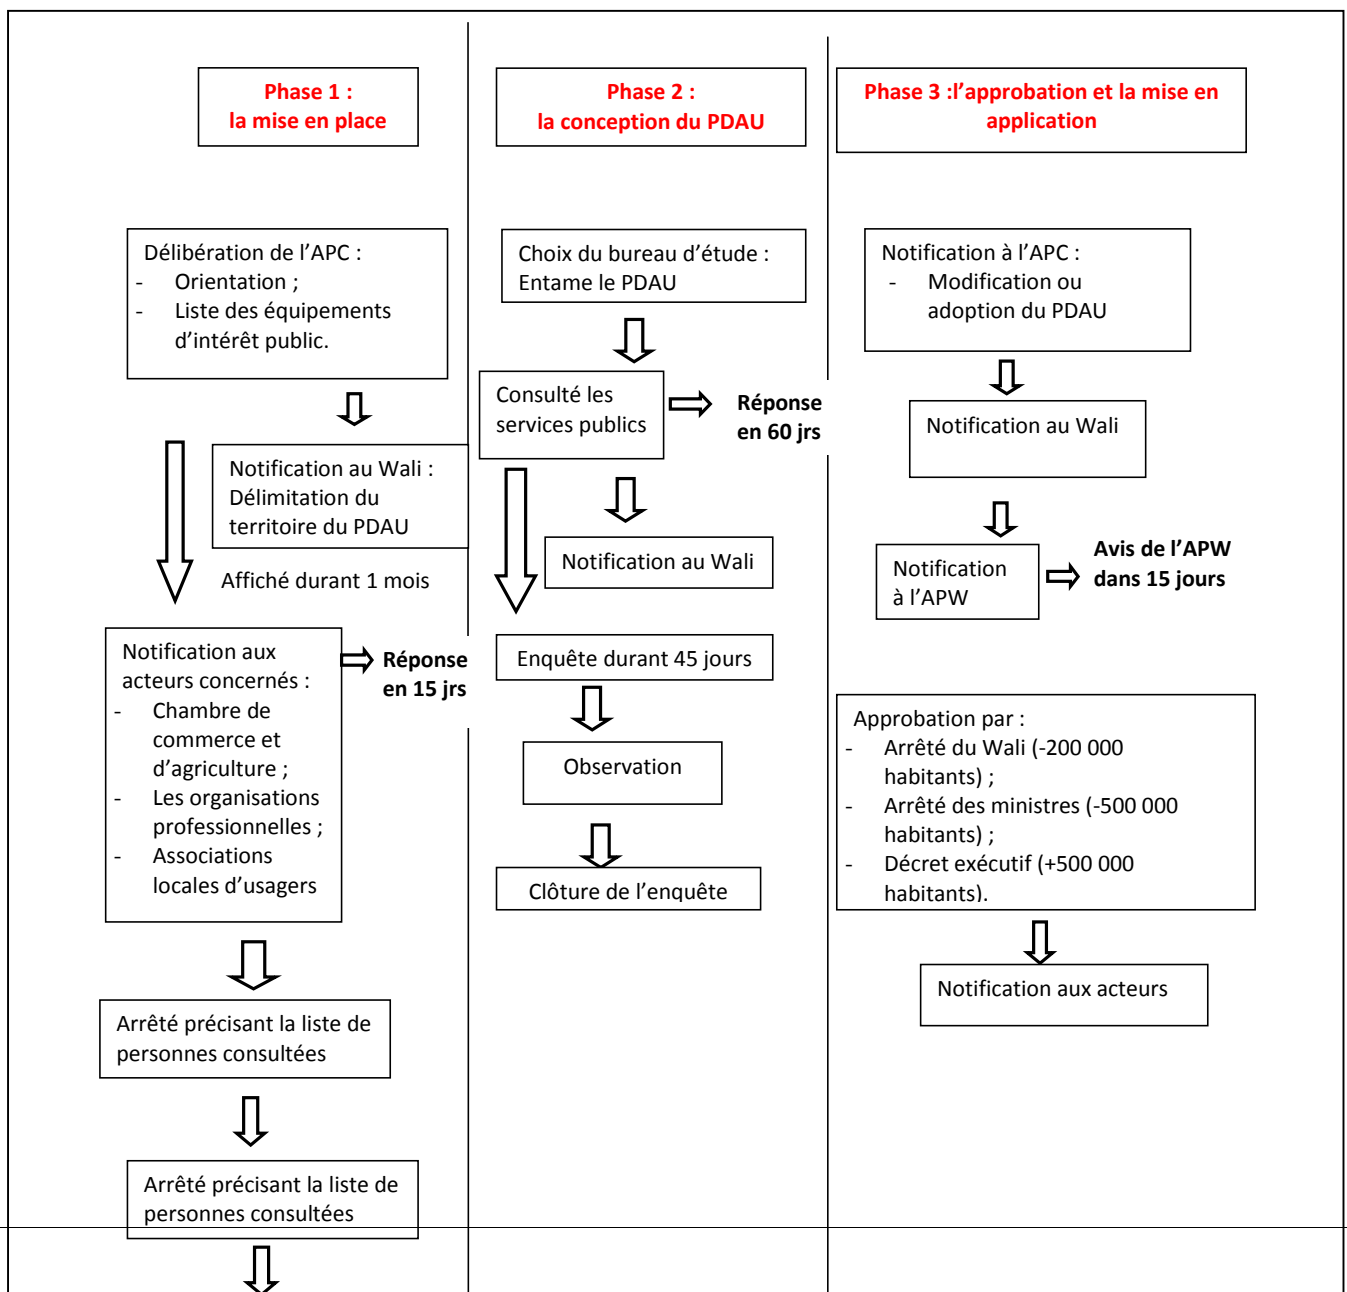 Phase 1 :
la mise en place
Délibération de l’APC :
- Orientation ;
- Liste des équipements
d’intérêt public.
Notification au Wali :
Délimitation du
territoire du PDAU
Affiché durant 1 mois
Notification aux
acteurs concernés :
- Chambre de
commerce et
d’agriculture ;
- Les organisations
professionnelles ;
- Associations
locales d’usagers
Réponse
en 15 jrs
Arrêté précisant la liste de
personnes consultées
Arrêté précisant la liste de
personnes consultées
Phase 2 :
la conception du PDAU
Choix du bureau d’étude :
Entame le PDAU
Consulté les
services publics
Réponse
en 60 jrs
Notification au Wali
Enquête durant 45 jours
Observation
Clôture de l’enquête
Phase 3 :l’approbation et la mise en
application
Notification à l’APC :
- Modification ou
adoption du PDAU
Notification au Wali
Notification
à l’APW
Avis de l’APW
dans 15 jours
Approbation par :
- Arrêté du Wali (-200 000
habitants) ;
- Arrêté des ministres (-500 000
habitants) ;
- Décret exécutif (+500 000
habitants).
Notification aux acteurs